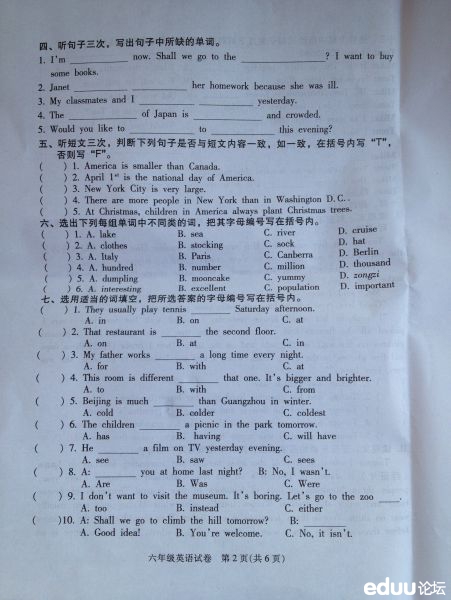 四、听句子三次，写出句子中所缺的单词。
1. I'm __________ now. Shall we go to the ______________ ? I want to buy
some books.
2. Janet __________ ____________ her homework because she was ill.
3. My classmates and I __________ __________ yesterday.
4. The __________ of Japan is __________ and crowded.
5. Would you like to __________ to __________ this evening?
五、听短文三次，判断下列句子是否与短文内容一致，如一致，在括号内写“T”，
否则写“F”。
( ) 1. America is smaller than Canada.
( ) 2. April 1st is the national day of America.
( ) 3. New York City is very large.
( ) 4. There are more people in New York than in Washington D.C..
( ) 5. At Christmas, children in America always plant Christmas trees.
六、选出下列每组单词中不同类的词，把其字母编号写在括号内。
( ) 1. A. lake B. sea C. river D. cruise
( ) 2. A. clothes B. stocking C. sock D. hat
( ) 3. A. Italy B. Paris C. Canberra D. Berlin
( ) 4. A. hundred B. number C. million D. thousand
( ) 5. A. dumpling B. mooncake C. yummy D. zongzi
( ) 6. A. interesting B. excellent C. population D. important
七、选用适当的词填空，把所选答案的字母编号写在括号内。
( ) 1. They usually play tennis ______ Saturday afternoon.
A. in B. on C. at
( ) 2. That restaurant is ______ the second floor.
A. on B. at C. in
( ) 3. My father works ______ a long time every night.
A. for B. with C. at
( ) 4. This room is different ______ that one. It's bigger and brighter.
A. to B. with C. from
( ) 5. Beijing is much ______ than Guangzhou in winter.
A. cold B. colder C. coldest
( ) 6. The children ______ a picnic in the park tomorrow.
A. has B. having C. will have
( ) 7. He ______ a film on TV yesterday evening.
A. see B. saw C. sees
( ) 8. A: ______ you at home last night? B: No, I wasn't.
A. Are B. Was C. Were
( ) 9. I don't want to visit the museum. It's boring. Let's go to the zoo ____.
A. too B. instead C. either
( )10. A: Shall we go to climb the hill tomorrow? B: ________
A. Good idea! B. You're welcome. C. No, it isn't.
六年级英语试卷 第2页(共6页)
eduu论坛